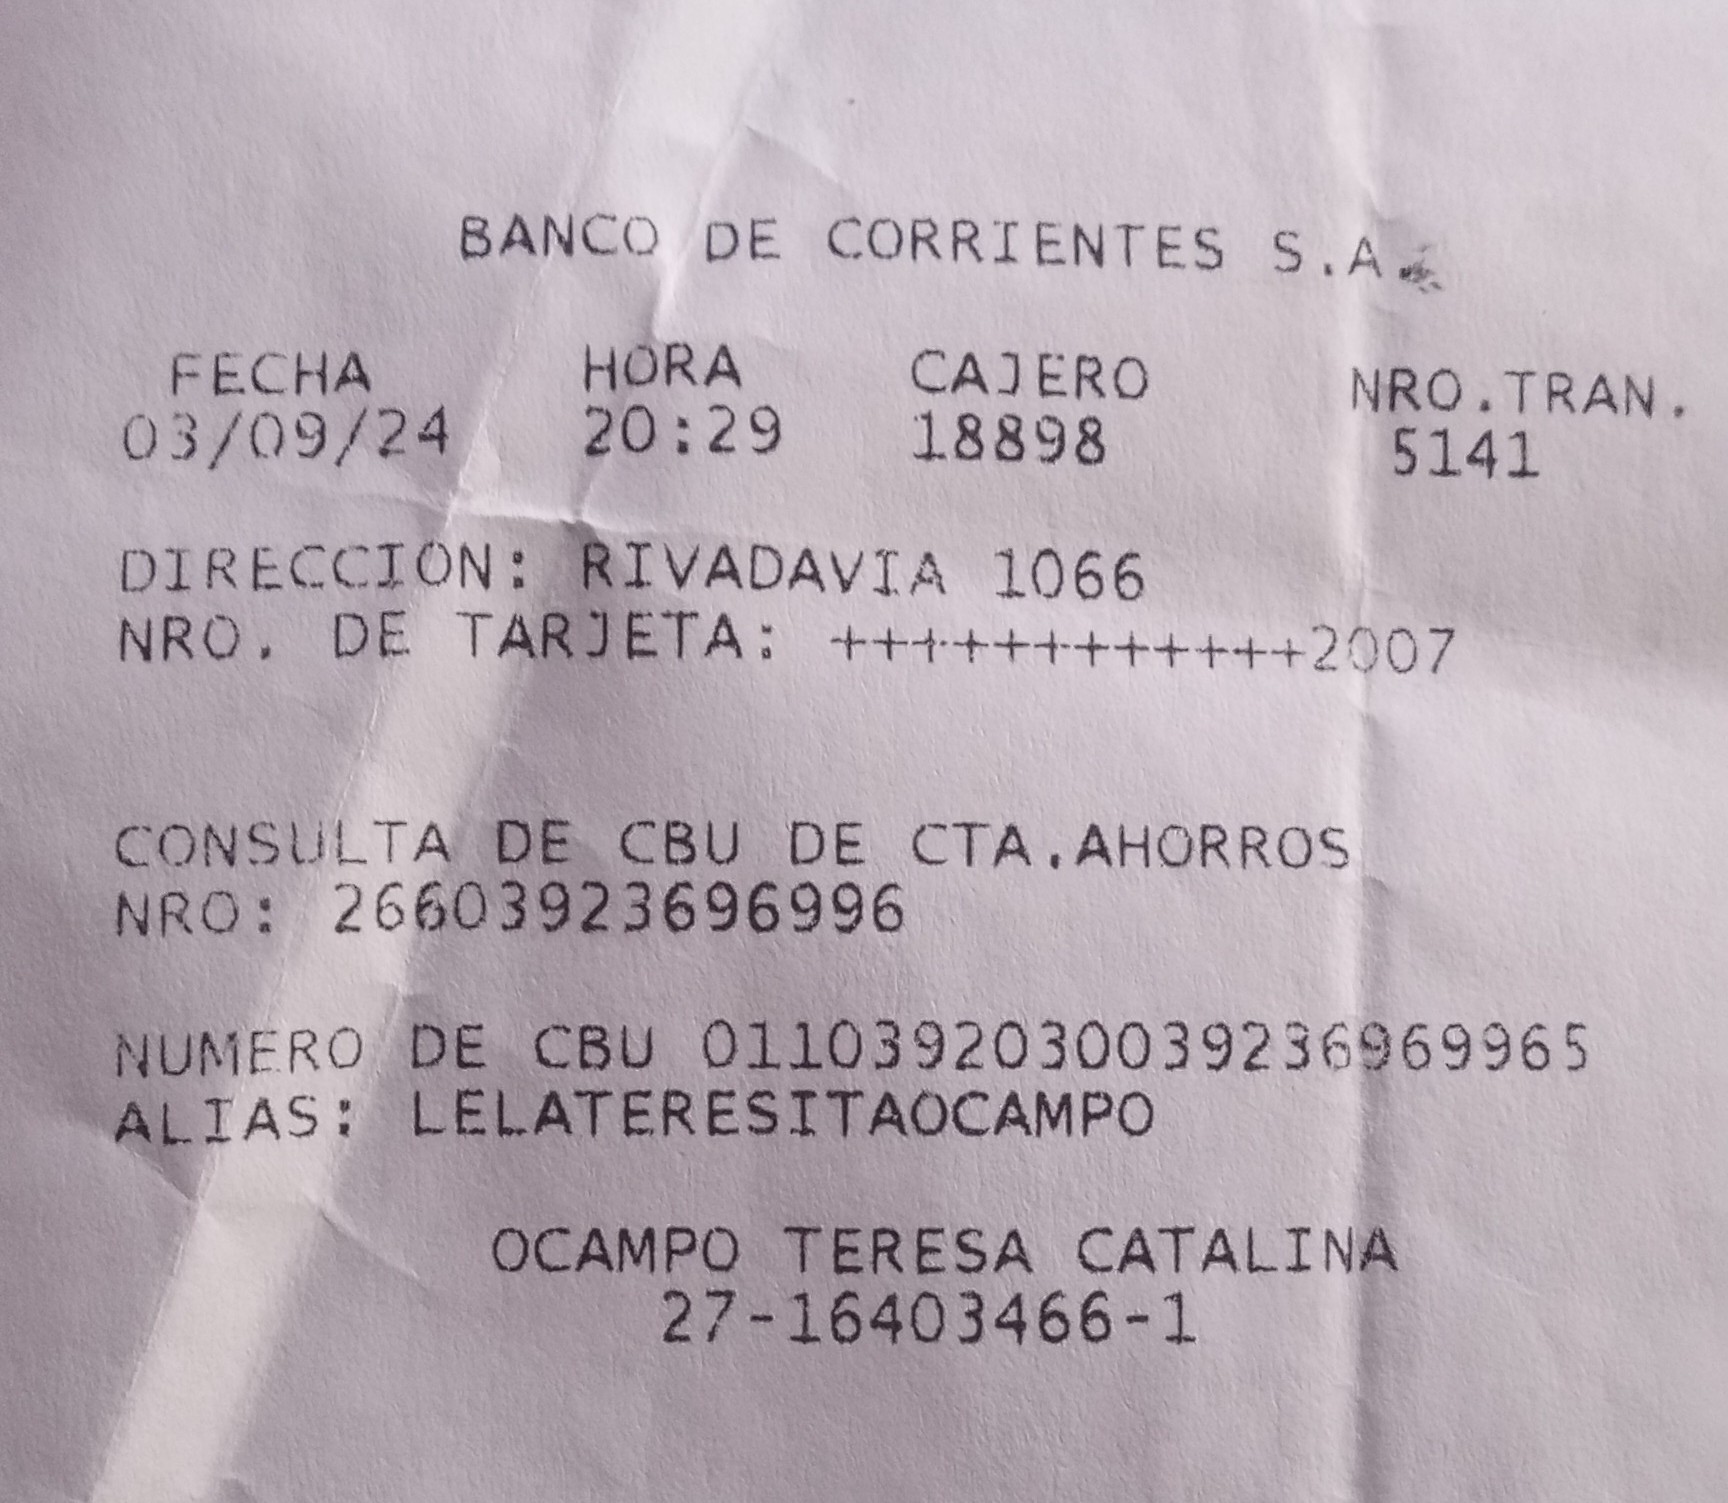 BANCO DE CORRIENTES S.A.
FECHA HORA CAJERO NRO.TRAN.
03/09/24 20:29 18898 5141
DIRECCION: RIVADAVIA 1066
NRO. DE TARJETA: ++++++++++++2007
CONSULTA DE CBU DE CTA.AHORROS
NRO: 26603923696996
NUMERO DE CBU 0110392030039236969965
ALIAS: LELATERESITAOCAMPO
OCAMPO TERESA CATALINA
27-16403466-1